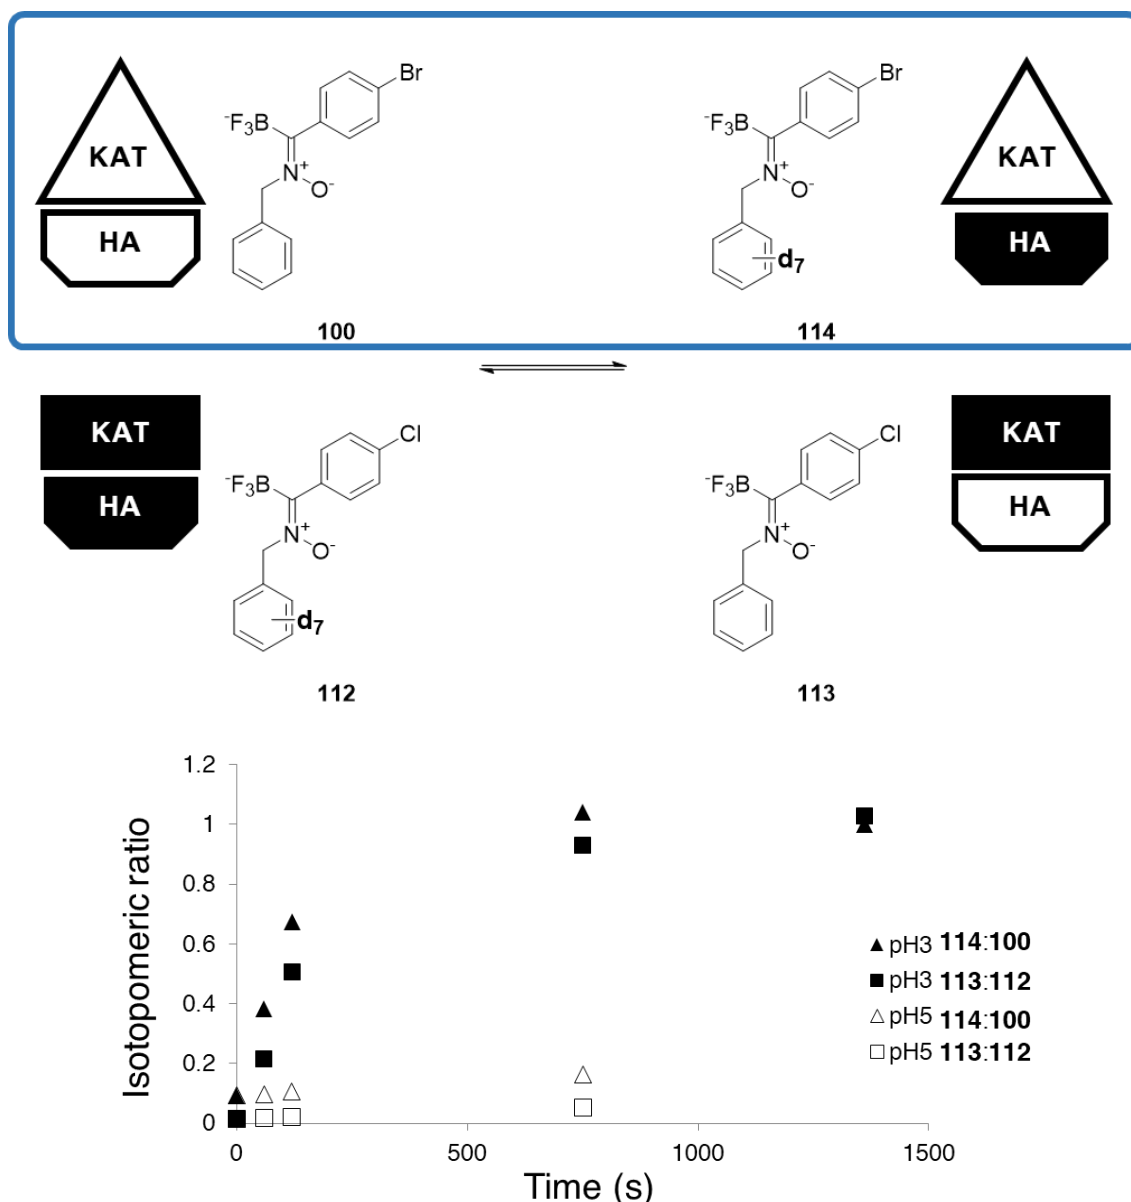 KAT
HA
Br
-F3B
N+
O-
100
Br
-F3B
N+
O-
d7
114
KAT
HA
KAT
HA
Cl
-F3B
N+
O-
d7
112
Cl
-F3B
N+
O-
113
KAT
HA
Isotopomeric ratio
1.2
1
0.8
0.6
0.4
0.2
0
0 500 1000 1500
Time (s)
pH3 114:100
pH3 113:112
pH5 114:100
pH5 113:112